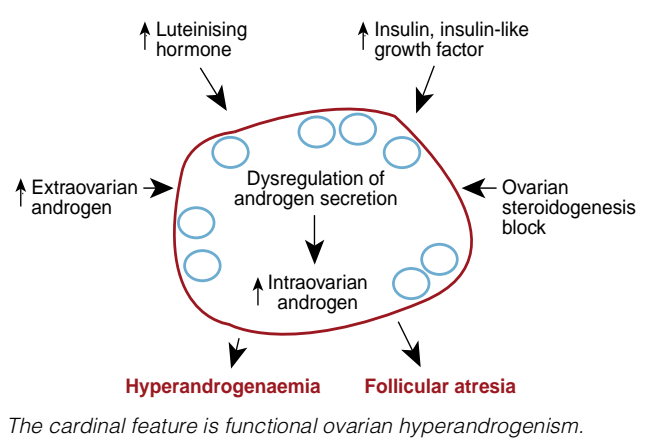 Luteinising
hormone
Insulin, insulin-like
growth factor
Extraovarian
androgen
Dysregulation of
androgen secretion
Ovarian
steroidogenesis
block
Intraovarian
androgen
Hyperandrogenaemia
Follicular atresia
The cardinal feature is functional ovarian hyperandrogenism.